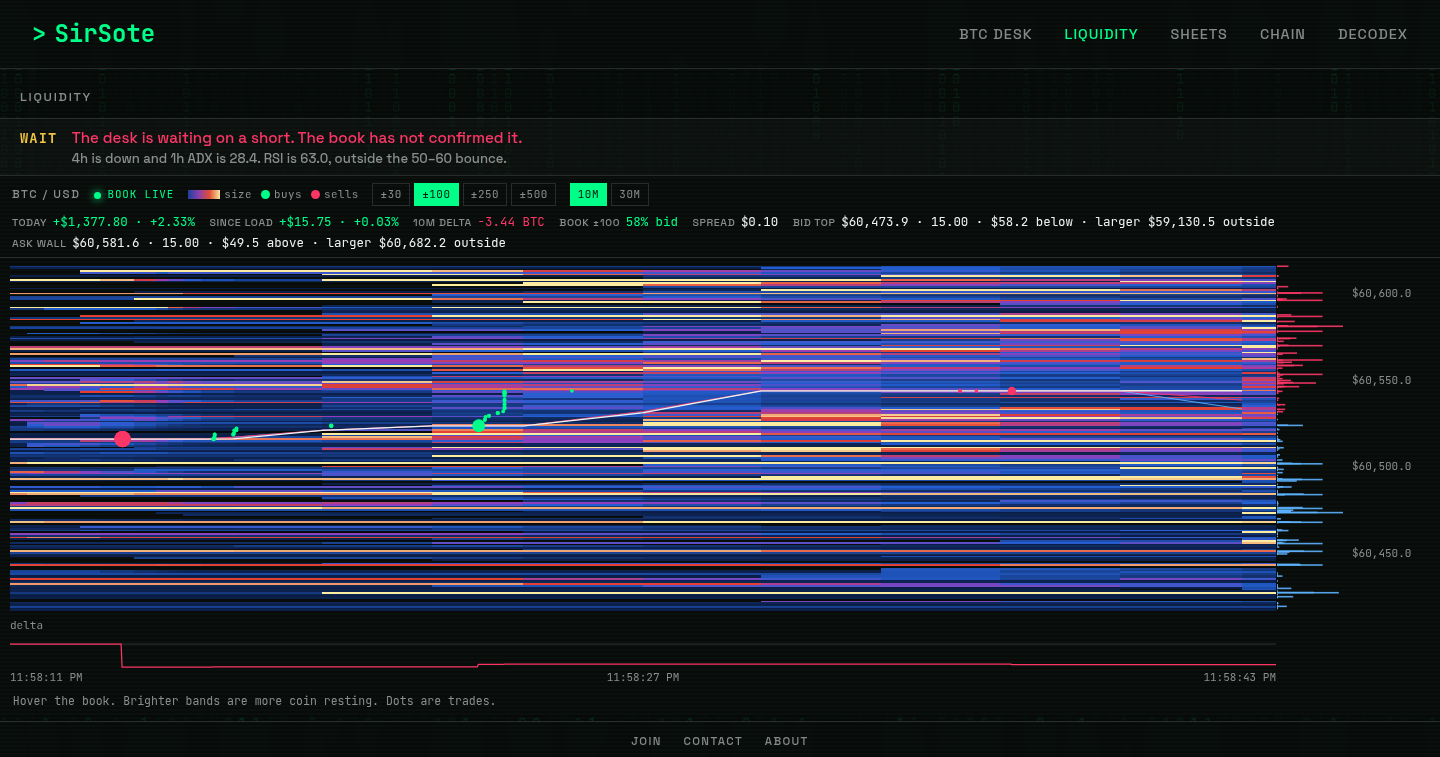 > SirSote
BTC DESK LIQUIDITY SHEETS CHAIN DECODEX
LIQUIDITY
WAIT The desk is waiting on a short. The book has not confirmed it.
4h is down and 1h ADX is 28.4. RSI is 63.0, outside the 50–60 bounce.
BTC / USD BOOK LIVE size buys sells ±30 ±100 ±250 ±500 10M 30M
TODAY +$1,377.80 · +2.33% SINCE LOAD +$15.75 · +0.03% 10M DELTA -3.44 BTC BOOK ±100 58% bid SPREAD $0.10 BID TOP $60,473.9 · 15.00 · $58.2 below · larger $59,130.5 outside
ASK WALL $60,581.6 · 15.00 · $49.5 above · larger $60,682.2 outside
$60,600.0
$60,550.0
$60,500.0
$60,450.0
delta
11:58:11 PM 11:58:27 PM 11:58:43 PM
Hover the book. Brighter bands are more coin resting. Dots are trades.
JOIN CONTACT ABOUT